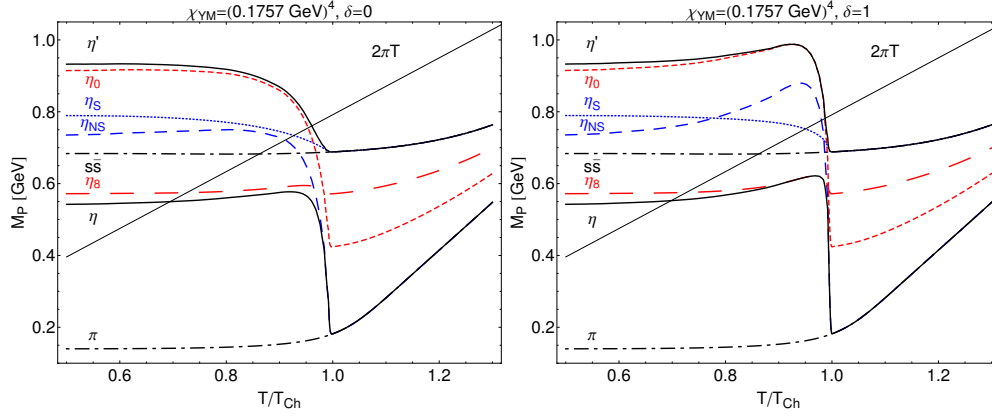 χYM=(0.1757 GeV)^4, δ=0
MP [GeV]
1.0
0.8
0.6
0.4
0.2
η'
η0
ηS
ηNS
ss̄
η8
η
π
2πT
0.6
0.8
1.0
1.2
T/TCh
χYM=(0.1757 GeV)^4, δ=1
MP [GeV]
1.0
0.8
0.6
0.4
0.2
η'
η0
ηS
ηNS
ss̄
η8
η
π
2πT
0.6
0.8
1.0
1.2
T/TCh